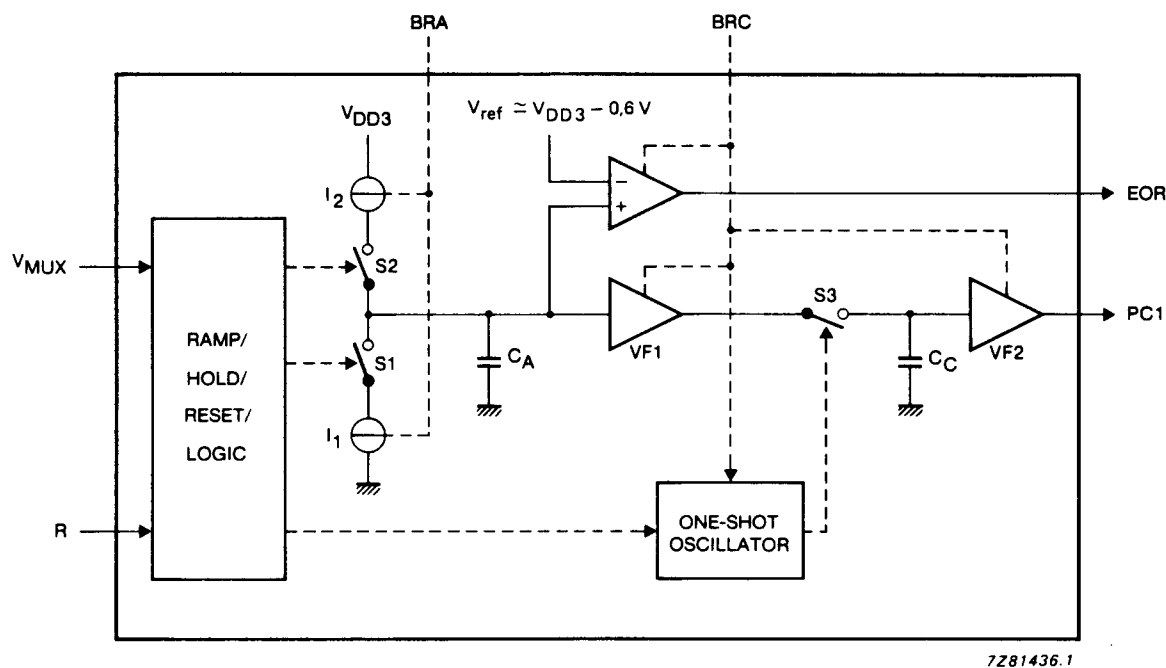 BRA
BRC
V_DD3
V_ref ≃ V_DD3 – 0,6 V
I_2
−
+
EOR
V_MUX
S2
S3
PC1
RAMP/
HOLD/
RESET/
LOGIC
S1
C_A
VF1
C_C
VF2
I_1
R
ONE-SHOT
OSCILLATOR
7Z81436.1